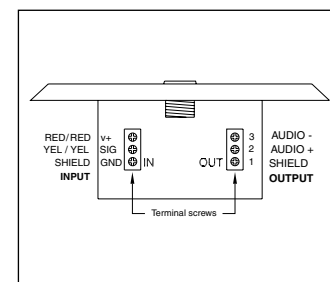 RED/RED V+ 3 AUDIO -
YEL / YEL SIG 2 AUDIO +
SHIELD GND IN OUT 1 SHIELD
INPUT OUTPUT
Terminal screws